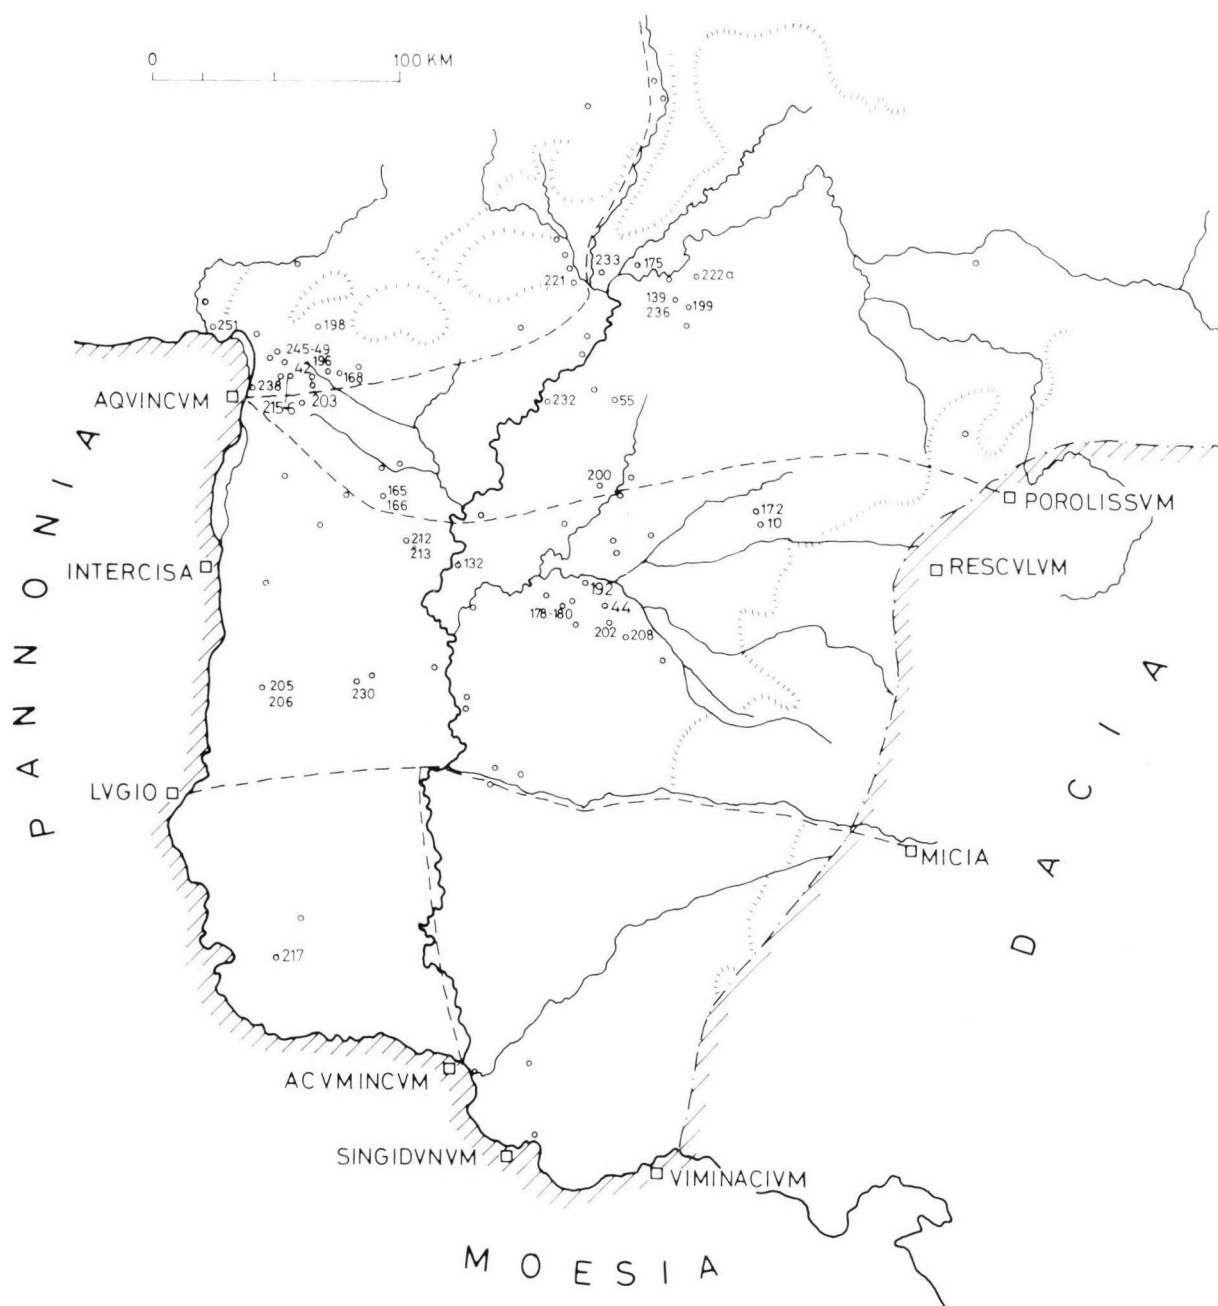 0 100 KM
233
175
221
222a
139
236
199
251
198
245-49
196
42
168
238
AQVINCVM
215-6
203
232
55
200
165
166
172
10
POROLISSVM
212
213
132
INTERCISA
RESCVLVM
192
178-180
44
202
208
205
206
230
LVGIO
MICIA
217
ACVMINCVM
SINGIDVNVM
VIMINACIVM
PANNONIA
DACIA
MOESIA